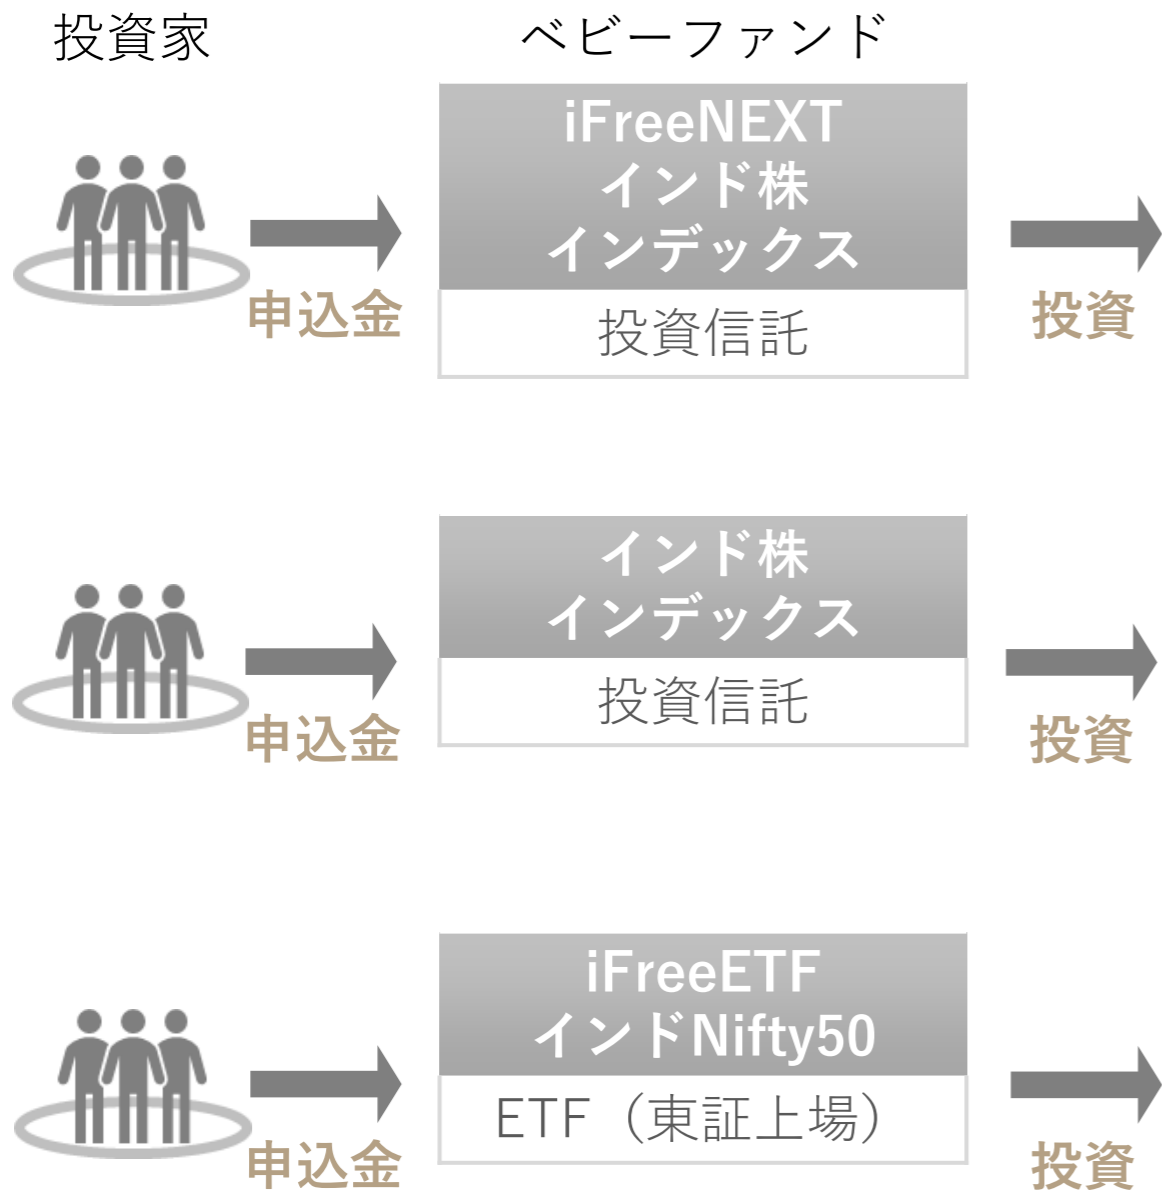 投資家
ベビーファンド
iFreeNEXT
インド株
インデックス
申込金
投資信託
投資
インド株
インデックス
申込金
投資信託
投資
iFreeETF
インドNifty50
申込金
ETF（東証上場）
投資